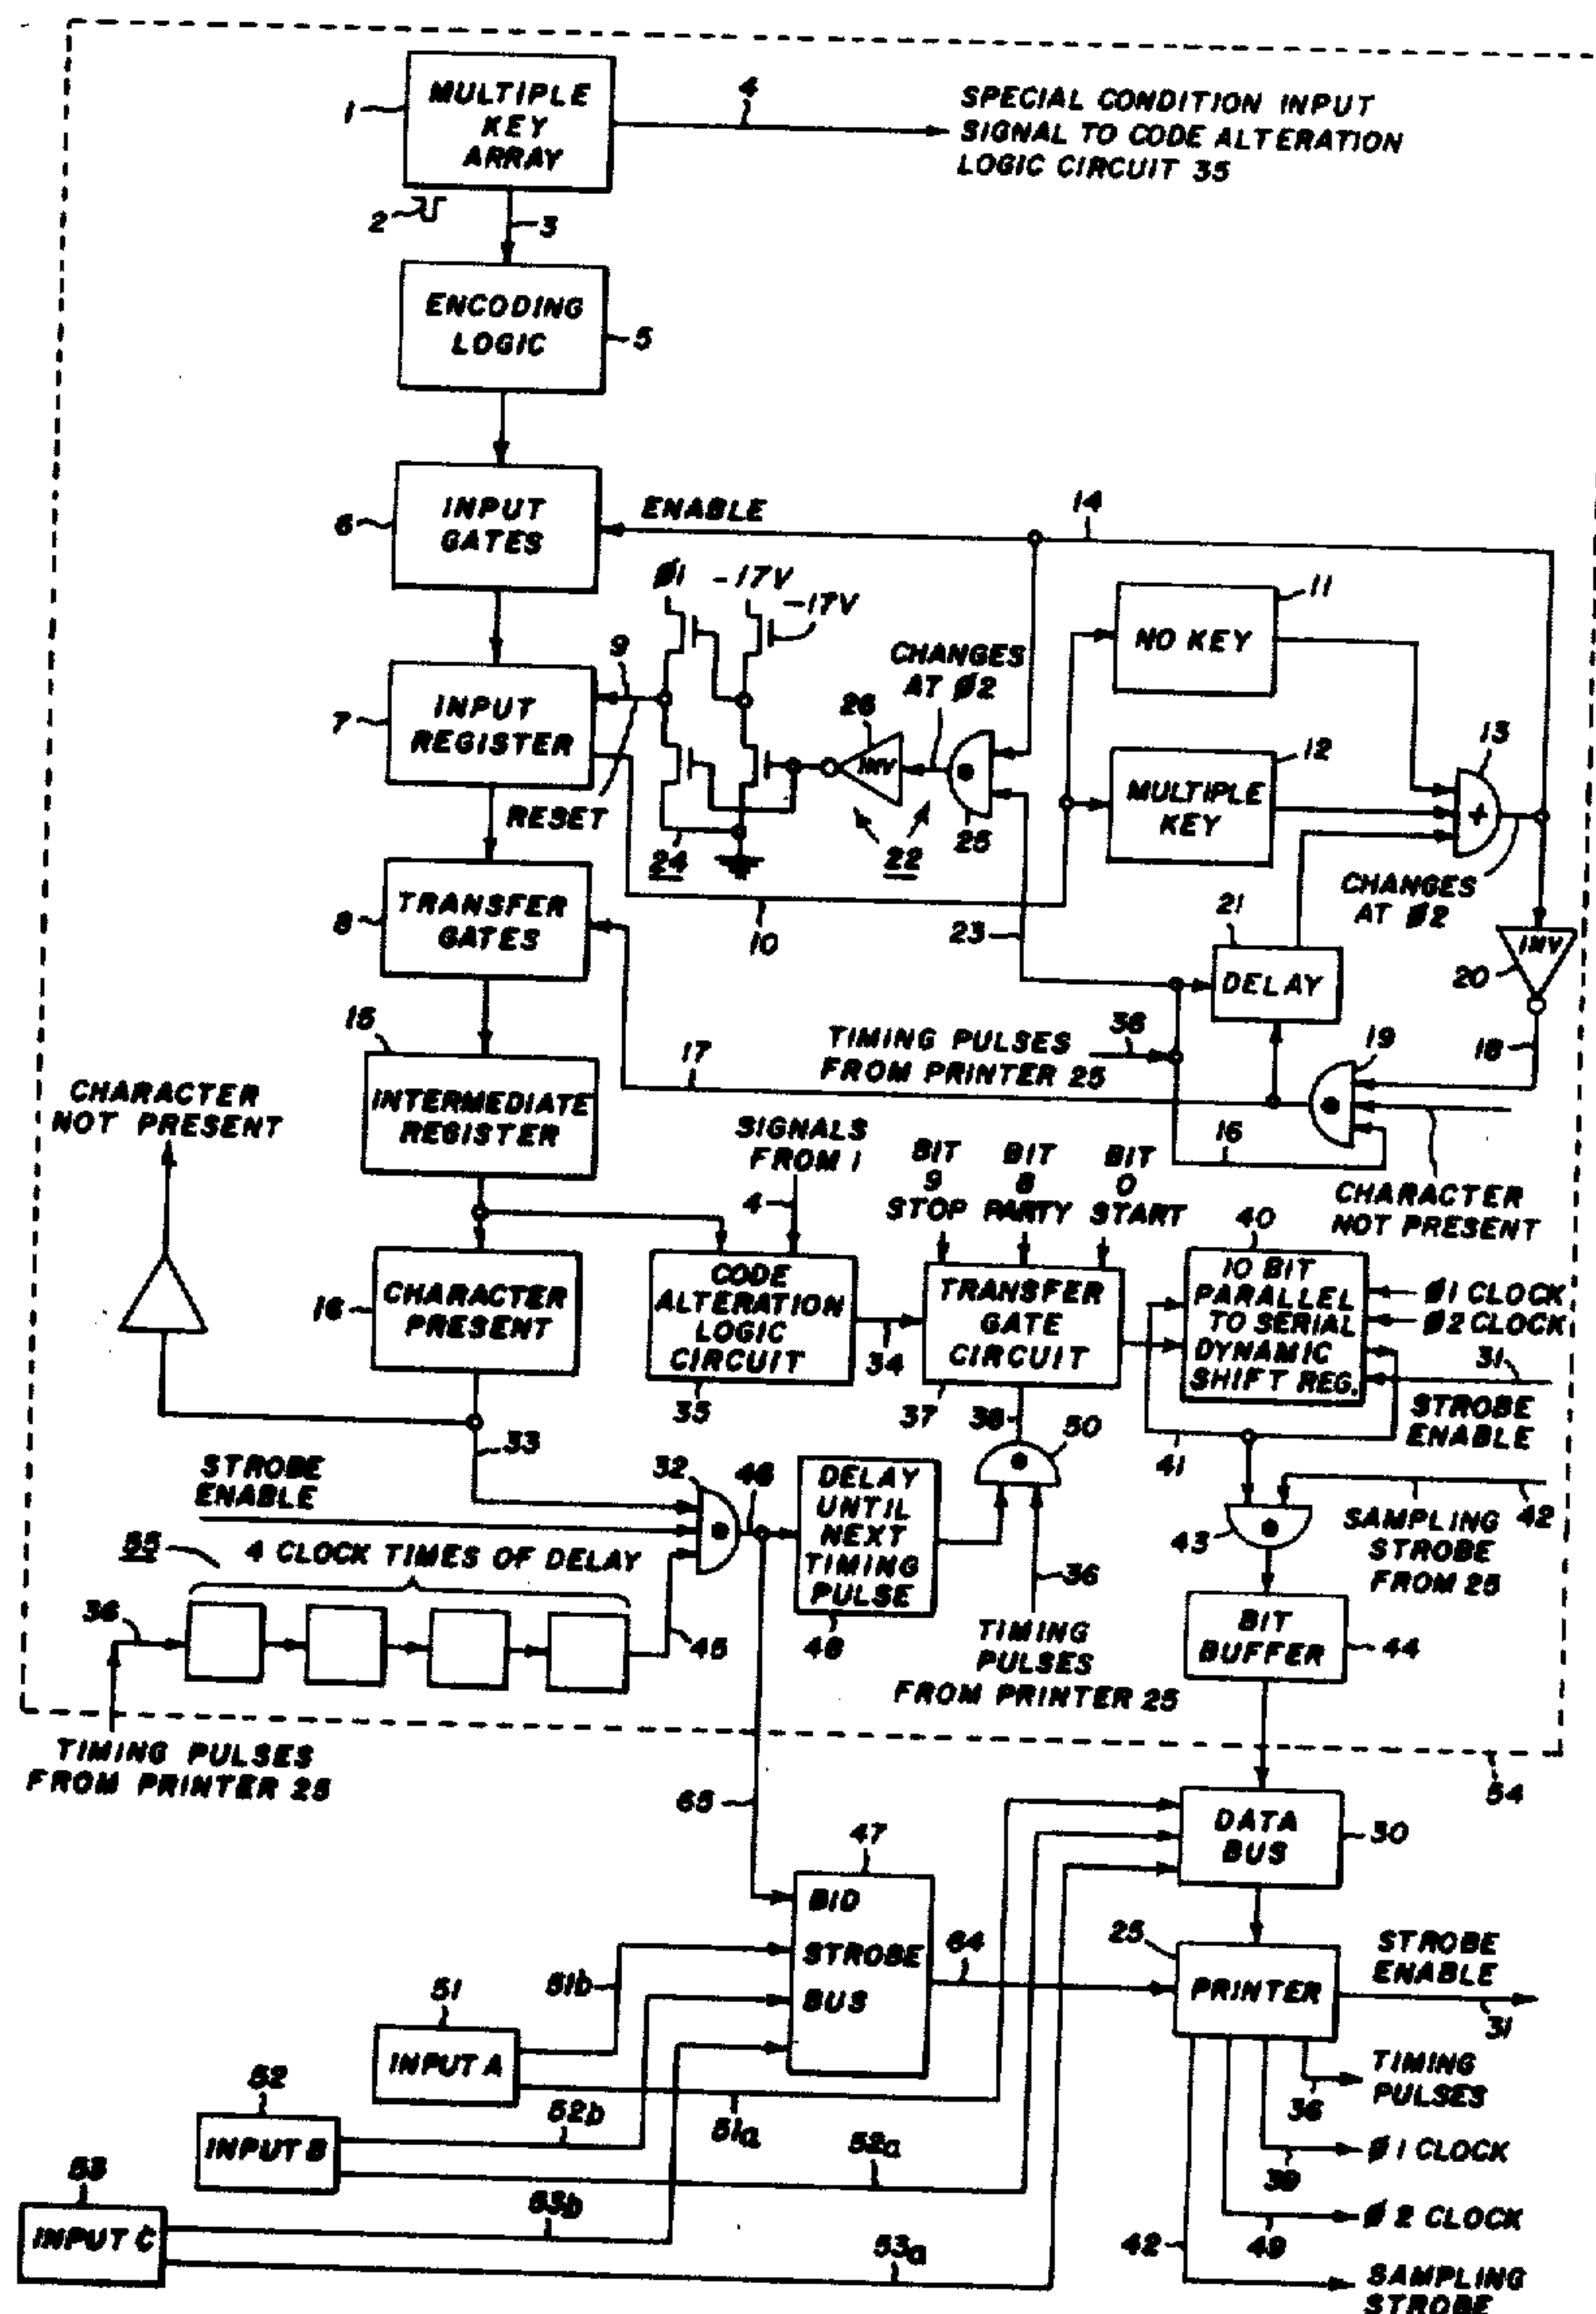 1
MULTIPLE
KEY
ARRAY
4
SPECIAL CONDITION INPUT
SIGNAL TO CODE ALTERATION
LOGIC CIRCUIT 35
2
3
ENCODING
LOGIC
5
6
INPUT
GATES
ENABLE
14
Ø1
-17V
-17V
NO KEY
11
9
CHANGES
AT Ø2
7
INPUT
REGISTER
26
INV
25
MULTIPLE
KEY
12
13
+
RESET
24
22
CHANGES
AT Ø2
8
TRANSFER
GATES
10
23
21
DELAY
INV
20
15
17
TIMING PULSES
FROM PRINTER 25
36
19
18
CHARACTER
NOT PRESENT
INTERMEDIATE
REGISTER
SIGNALS
FROM 1
4
BIT
9
STOP
BIT
8
PARTY
BIT
0
START
16
CHARACTER
NOT PRESENT
40
16
CHARACTER
PRESENT
CODE
ALTERATION
LOGIC
CIRCUIT
35
34
TRANSFER
GATE
CIRCUIT
37
10 BIT
PARALLEL
TO SERIAL
DYNAMIC
SHIFT REG.
Ø1 CLOCK
Ø2 CLOCK
31
STROBE
ENABLE
33
38
50
41
STROBE
ENABLE
32
46
DELAY
UNTIL
NEXT
TIMING
PULSE
48
43
SAMPLING
STROBE
FROM 25
42
55
4 CLOCK TIMES OF DELAY
36
45
36
TIMING
PULSES
FROM PRINTER 25
BIT
BUFFER
44
TIMING PULSES
FROM PRINTER 25
54
65
47
DATA
BUS
30
BID
STROBE
BUS
64
25
PRINTER
STROBE
ENABLE
31
51
INPUT A
51b
51a
TIMING
PULSES
36
52
INPUT B
52b
52a
Ø1 CLOCK
39
53
INPUT C
53b
53a
Ø2 CLOCK
49
42
SAMPLING
STROBE